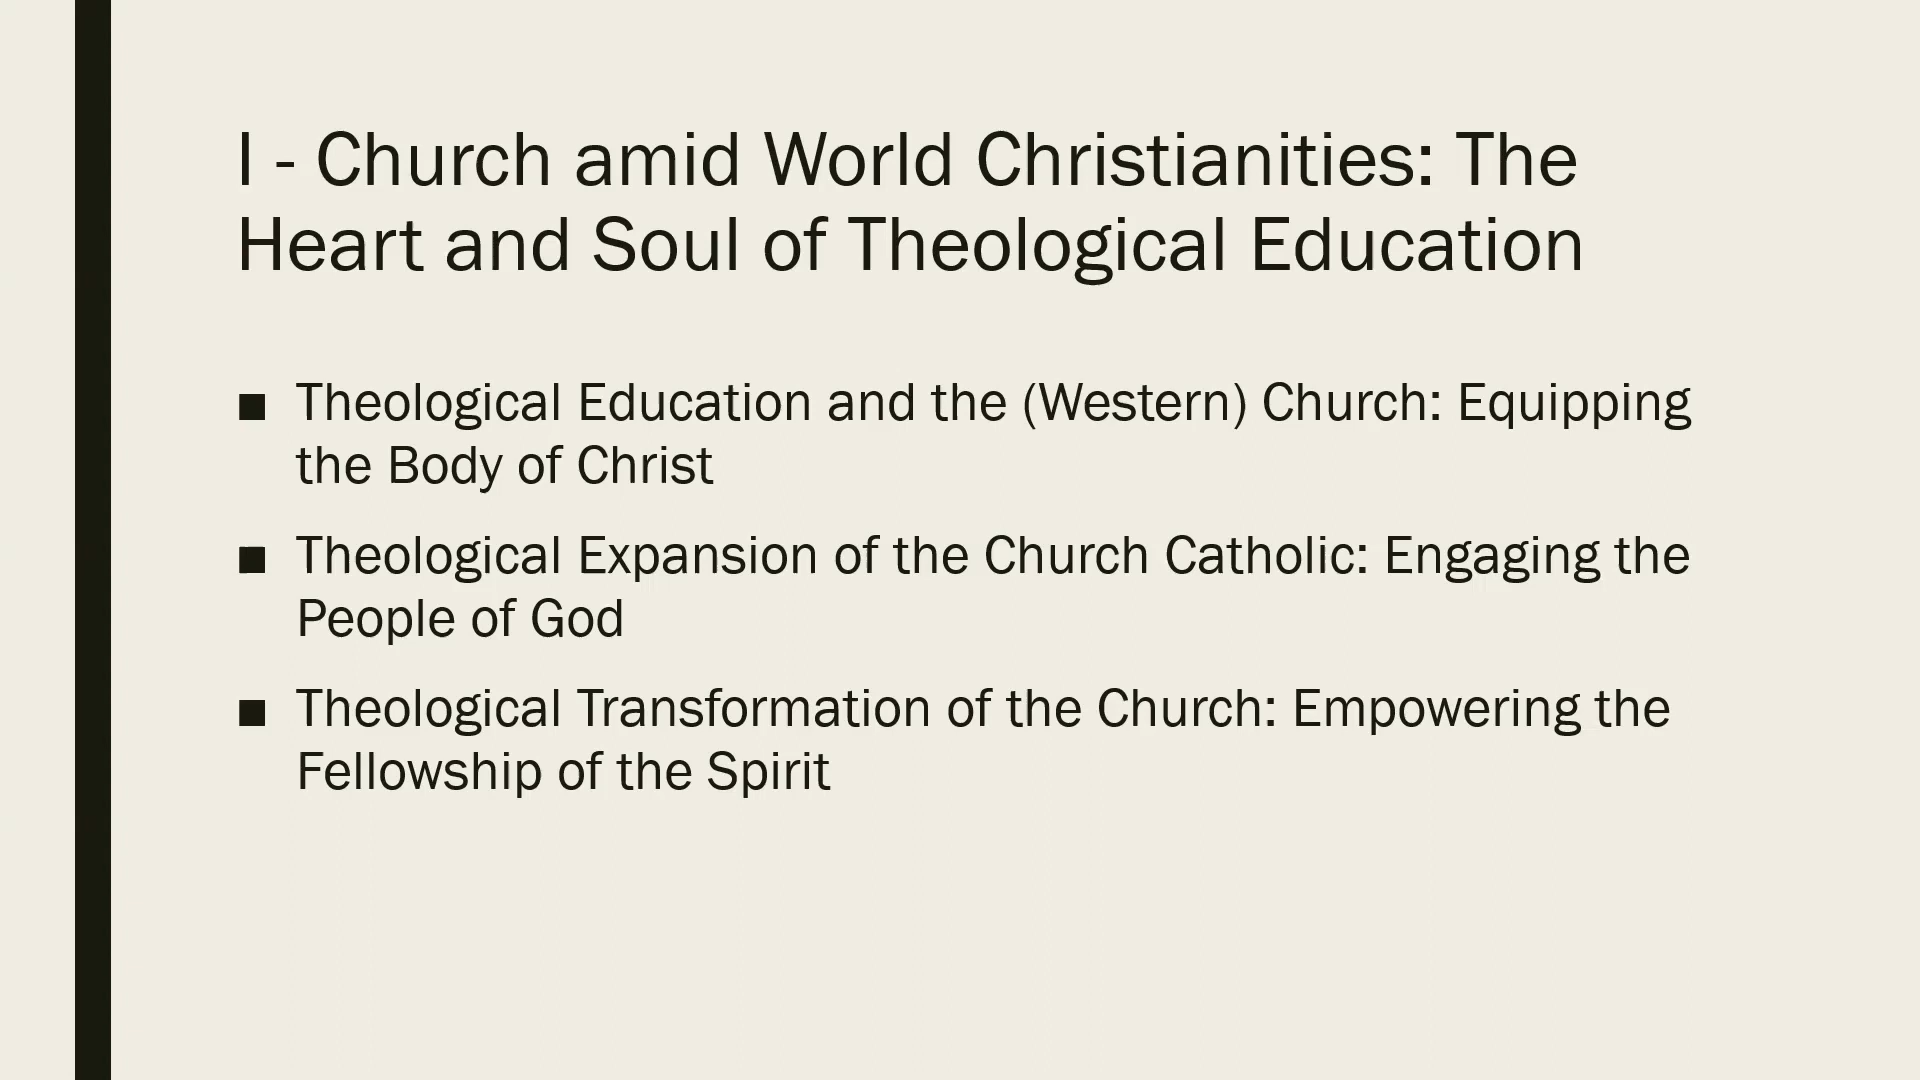 I - Church amid World Christianities: The
Heart and Soul of Theological Education
■ Theological Education and the (Western) Church: Equipping
the Body of Christ
■ Theological Expansion of the Church Catholic: Engaging the
People of God
■ Theological Transformation of the Church: Empowering the
Fellowship of the Spirit